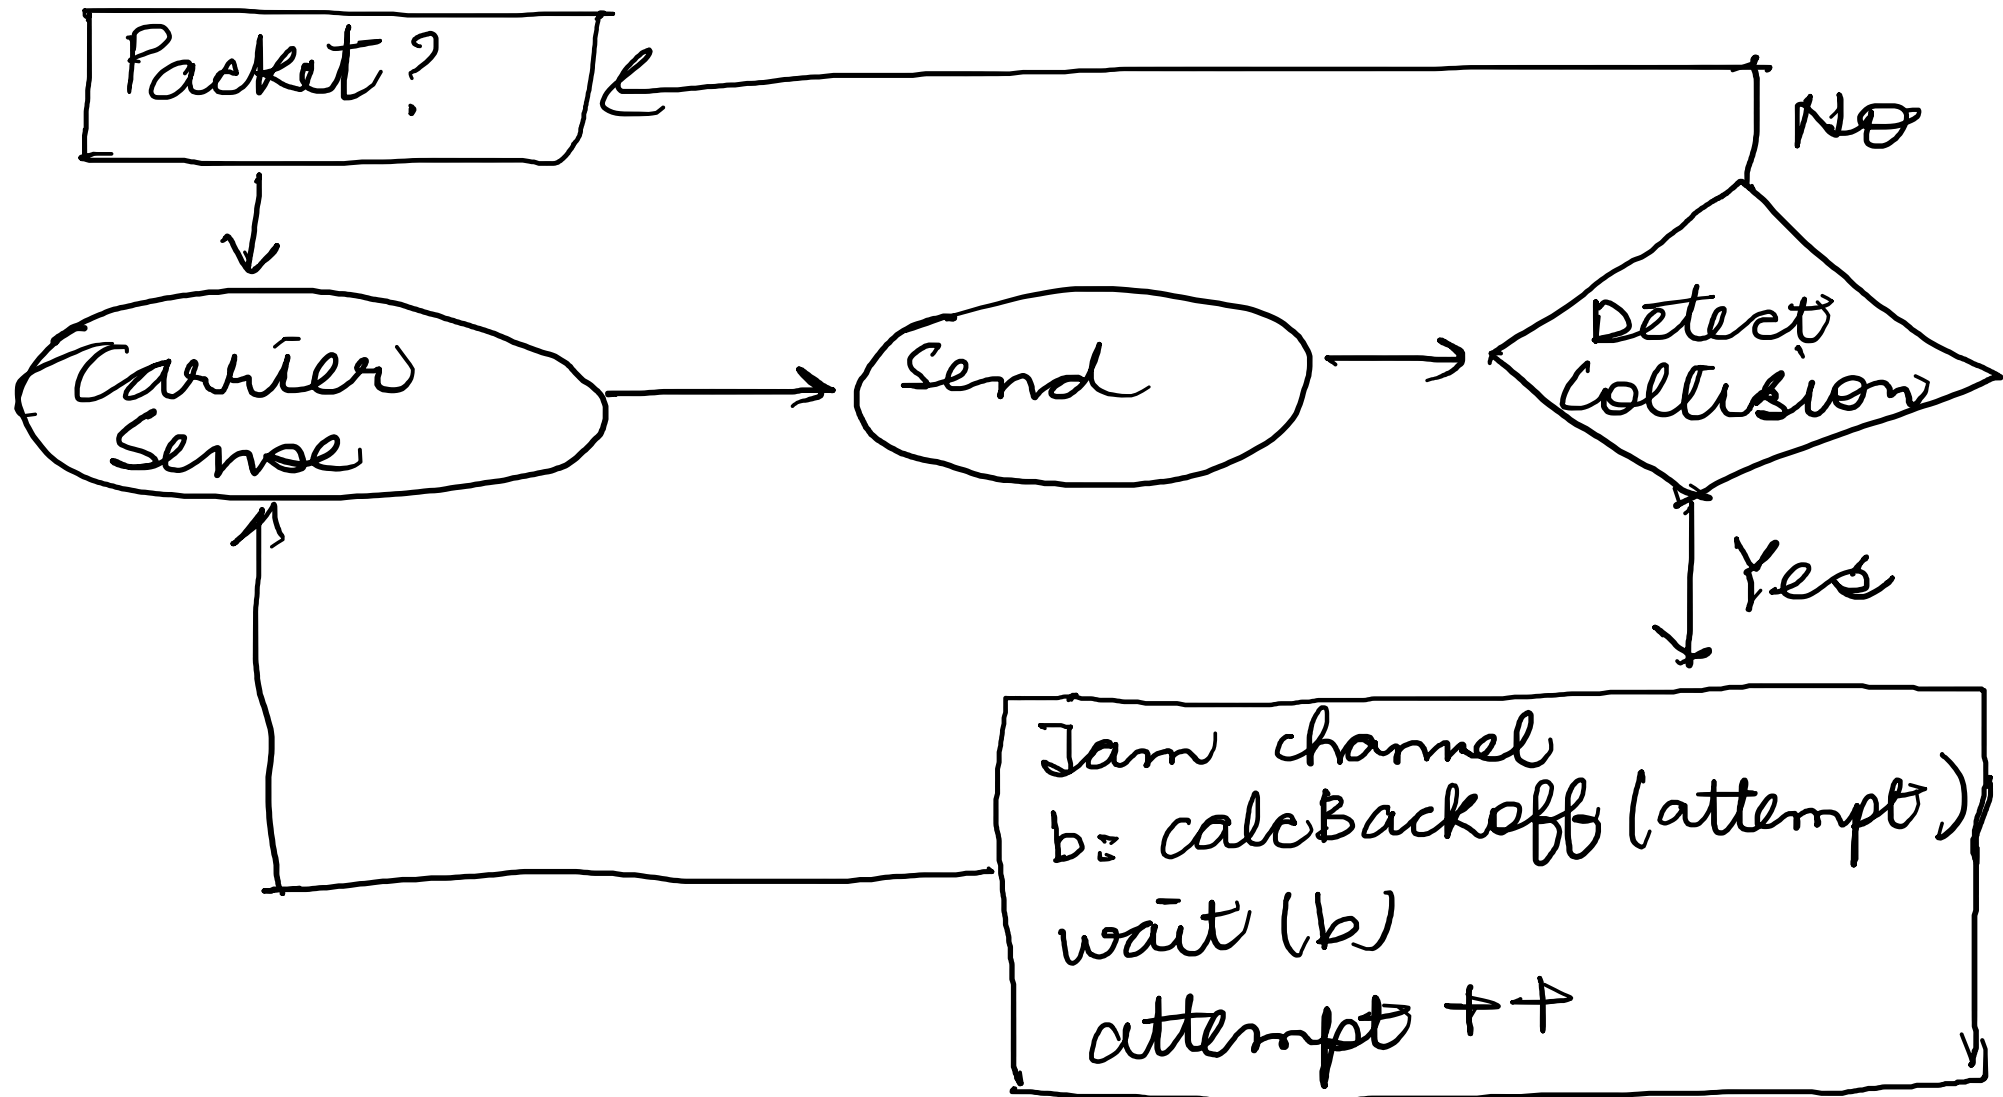 Packet?
No
Carrier
Sense
Send
Detect
Collision
Yes
Jam channel
b= calcBackoff (attempt)
wait (b)
attempt ++